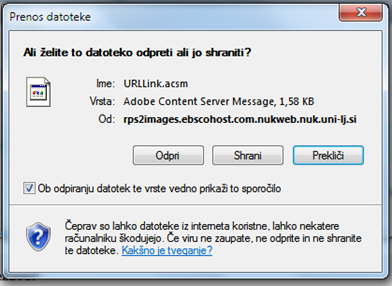 Prenos datoteke
Ali želite to datoteko odpreti ali jo shraniti?
Ime: URLLink.acsm
Vrsta: Adobe Content Server Message, 1,58 KB
Od: rps2images.ebscohost.com.nukweb.nuk.uni-lj.si
Odpri Shrani Prekliči
Ob odpiranju datotek te vrste vedno prikaži to sporočilo
Čeprav so lahko datoteke iz interneta koristne, lahko nekatere
računalniku škodujejo. Če viru ne zaupate, ne odprite in ne shranite
te datoteke. Kakšno je tveganje?